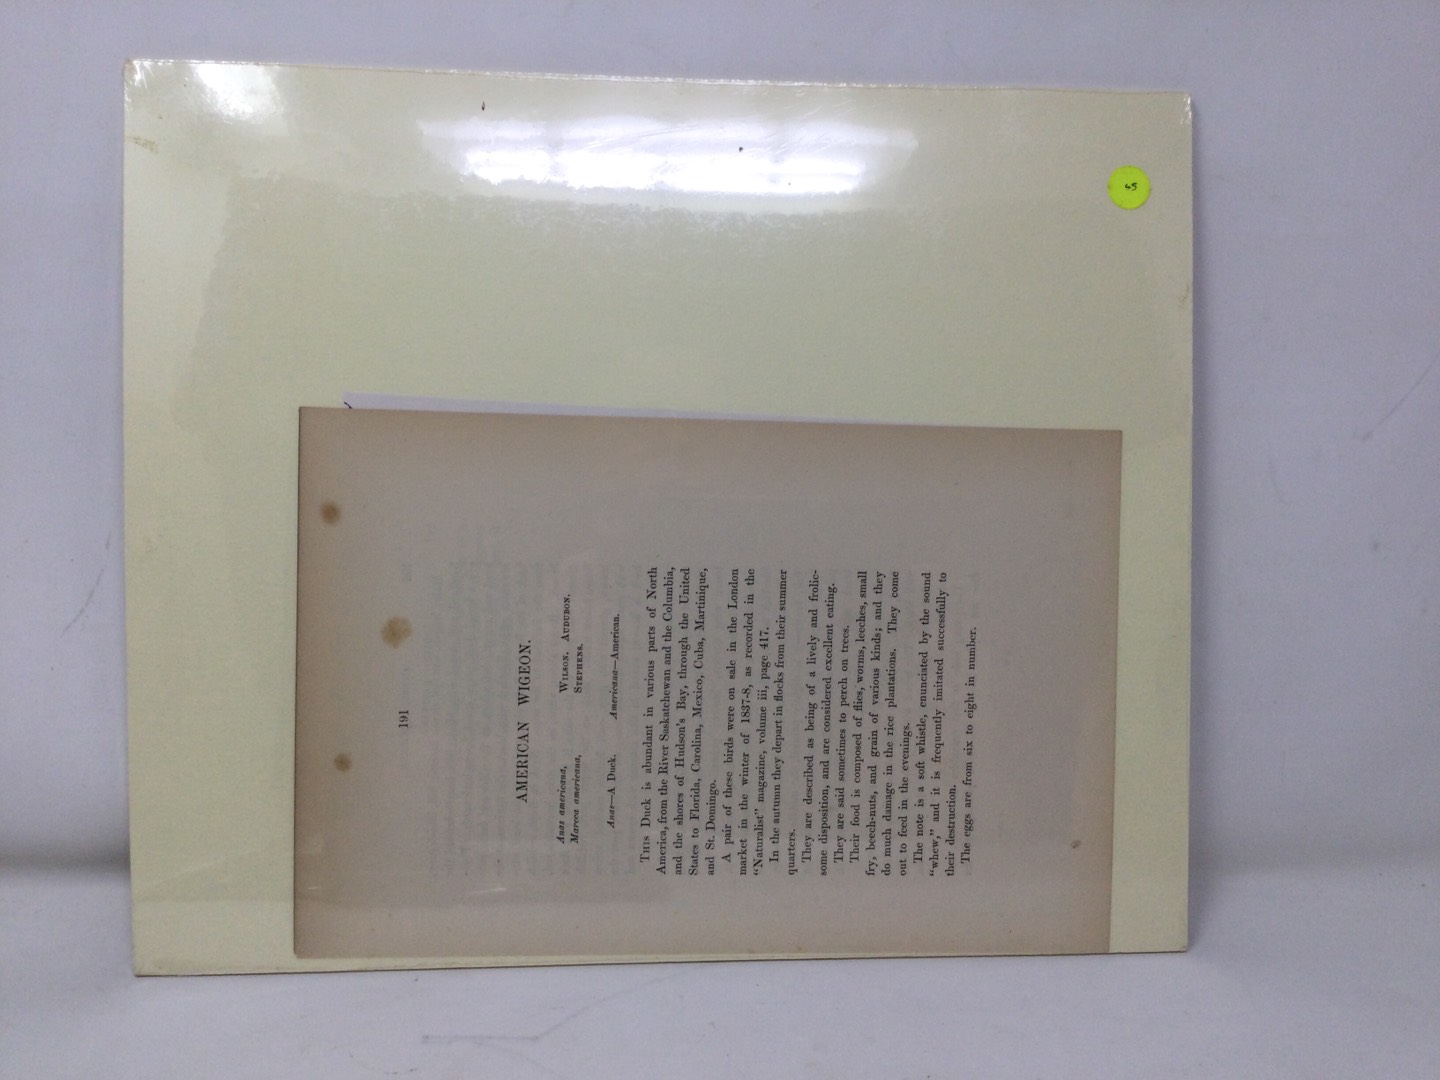 65
191
AMERICAN WIGEON.
Anas americana, WILSON. AUDUBON.
Mareca americana, STEPHENS.
Anas—A Duck. Americana—American.
THIS Duck is abundant in various parts of North
America, from the River Saskatchewan and the Columbia,
and the shores of Hudson's Bay, through the United
States to Florida, Carolina, Mexico, Cuba, Martinique,
and St. Domingo.
A pair of these birds were on sale in the London
market in the winter of 1837-8, as recorded in the
"Naturalist" magazine, volume iii, page 417.
In the autumn they depart in flocks from their summer
quarters.
They are described as being of a lively and frolic-
some disposition, and are considered excellent eating.
They are said sometimes to perch on trees.
Their food is composed of flies, worms, leeches, small
fry, beech-nuts, and grain of various kinds; and they
do much damage in the rice plantations. They come
out to feed in the evenings.
The note is a soft whistle, enunciated by the sound
"whew," and it is frequently imitated successfully to
their destruction.
The eggs are from six to eight in number.